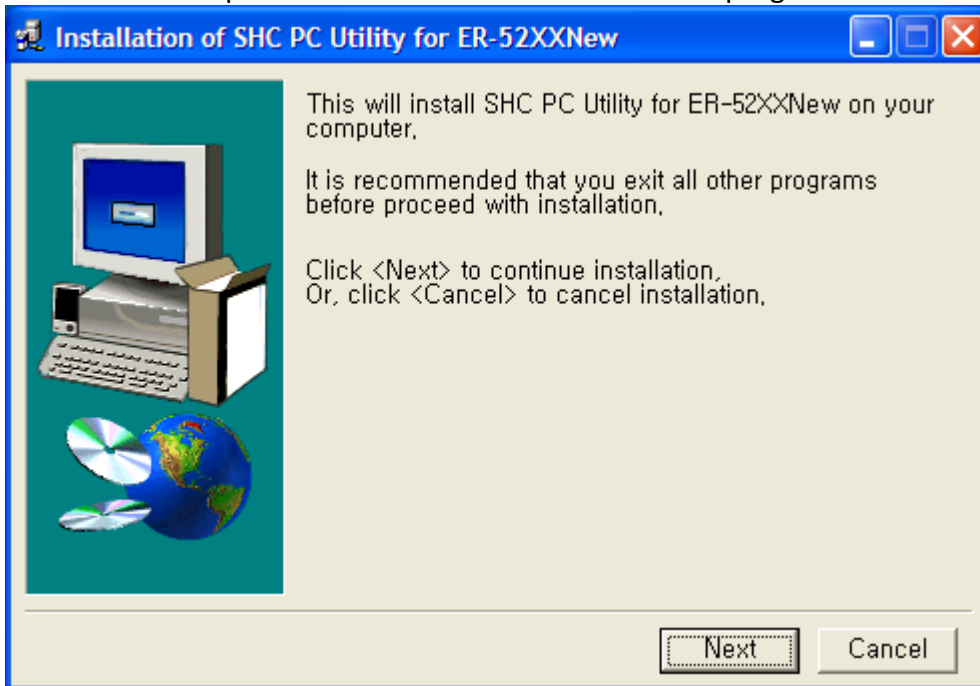 Installation of SHC PC Utility for ER-52XXNew
This will install SHC PC Utility for ER-52XXNew on your
computer,
It is recommended that you exit all other programs
before proceed with installation,
Click <Next> to continue installation,
Or, click <Cancel> to cancel installation,
Next
Cancel